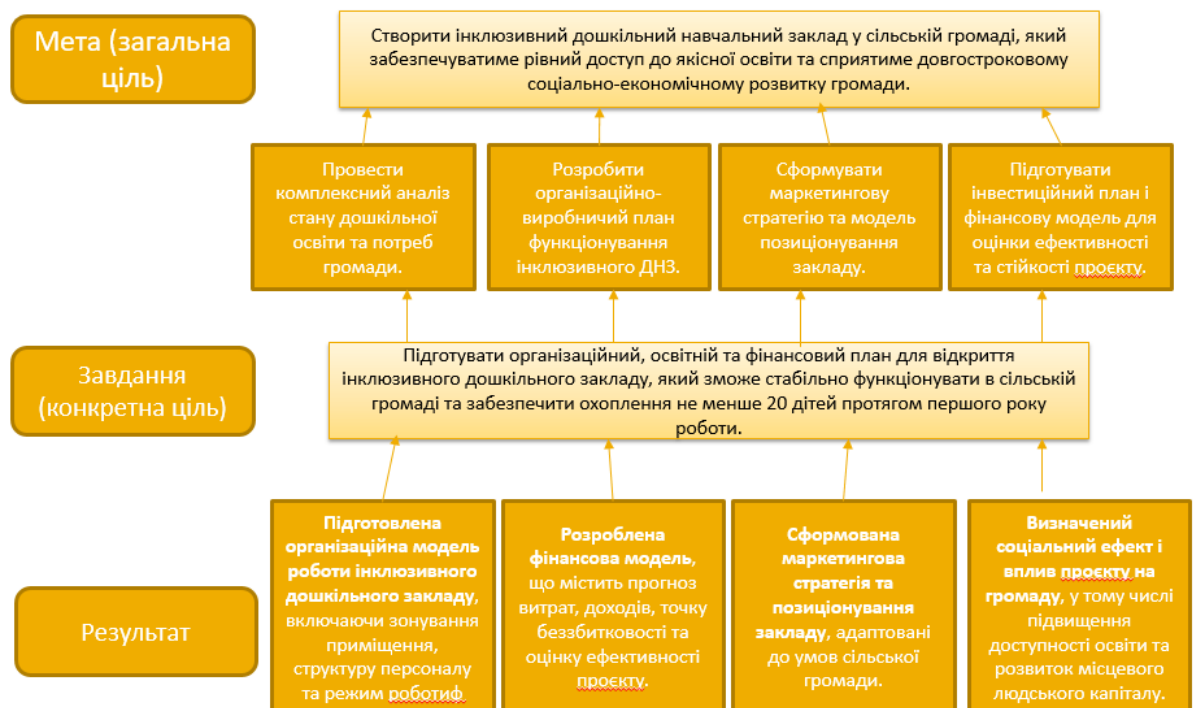 Мета (загальна
ціль)
Створити інклюзивний дошкільний навчальний заклад у сільській громаді, який
забезпечуватиме рівний доступ до якісної освіти та сприятиме довгостроковому
соціально-економічному розвитку громади.
Провести
комплексний аналіз
стану дошкільної
освіти та потреб
громади.
Розробити
організаційно-
виробничий план
функціонування
інклюзивного ДНЗ.
Сформувати
маркетингову
стратегію та модель
позиціонування
закладу.
Підготувати
інвестиційний план і
фінансову модель для
оцінки ефективності
та стійкості проєкту.
Завдання
(конкретна ціль)
Підготувати організаційний, освітній та фінансовий план для відкриття
інклюзивного дошкільного закладу, який зможе стабільно функціонувати в сільській
громаді та забезпечити охоплення не менше 20 дітей протягом першого року
роботи.
Результат
Підготовлена
організаційна модель
роботи інклюзивного
дошкільного закладу,
включаючи зонування
приміщення,
структуру персоналу
та режим роботиф
Розроблена
фінансова модель,
що містить прогноз
витрат, доходів, точку
беззбитковості та
оцінку ефективності
проєкту.
Сформована
маркетингова
стратегія та
позиціонування
закладу, адаптовані
до умов сільської
громади.
Визначений
соціальний ефект і
вплив проєкту на
громаду, у тому числі
підвищення
доступності освіти та
розвиток місцевого
людського капіталу.